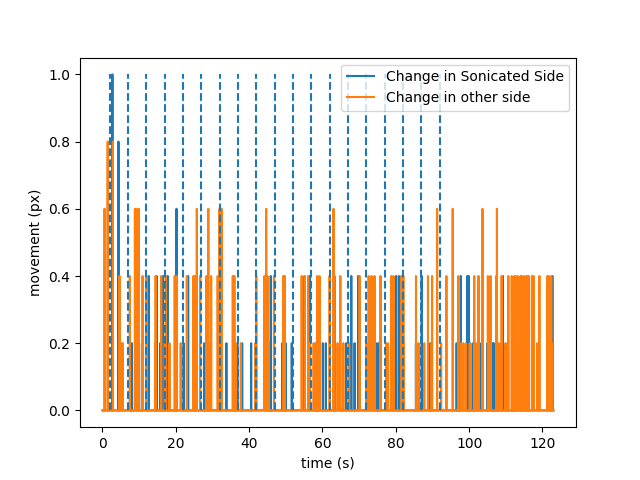 Change in Sonicated Side
Change in other side
1.0
0.8
0.6
0.4
0.2
0.0
movement (px)
0 20 40 60 80 100 120
time (s)